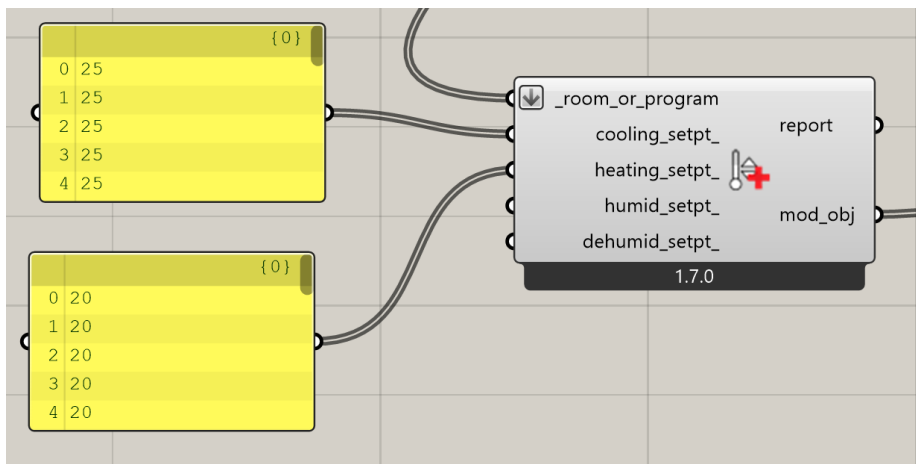 {0}
0 25
1 25
2 25
3 25
4 25
{0}
0 20
1 20
2 20
3 20
4 20
_room_or_program
cooling_setpt_
heating_setpt_
humid_setpt_
dehumid_setpt_
report
mod_obj
1.7.0